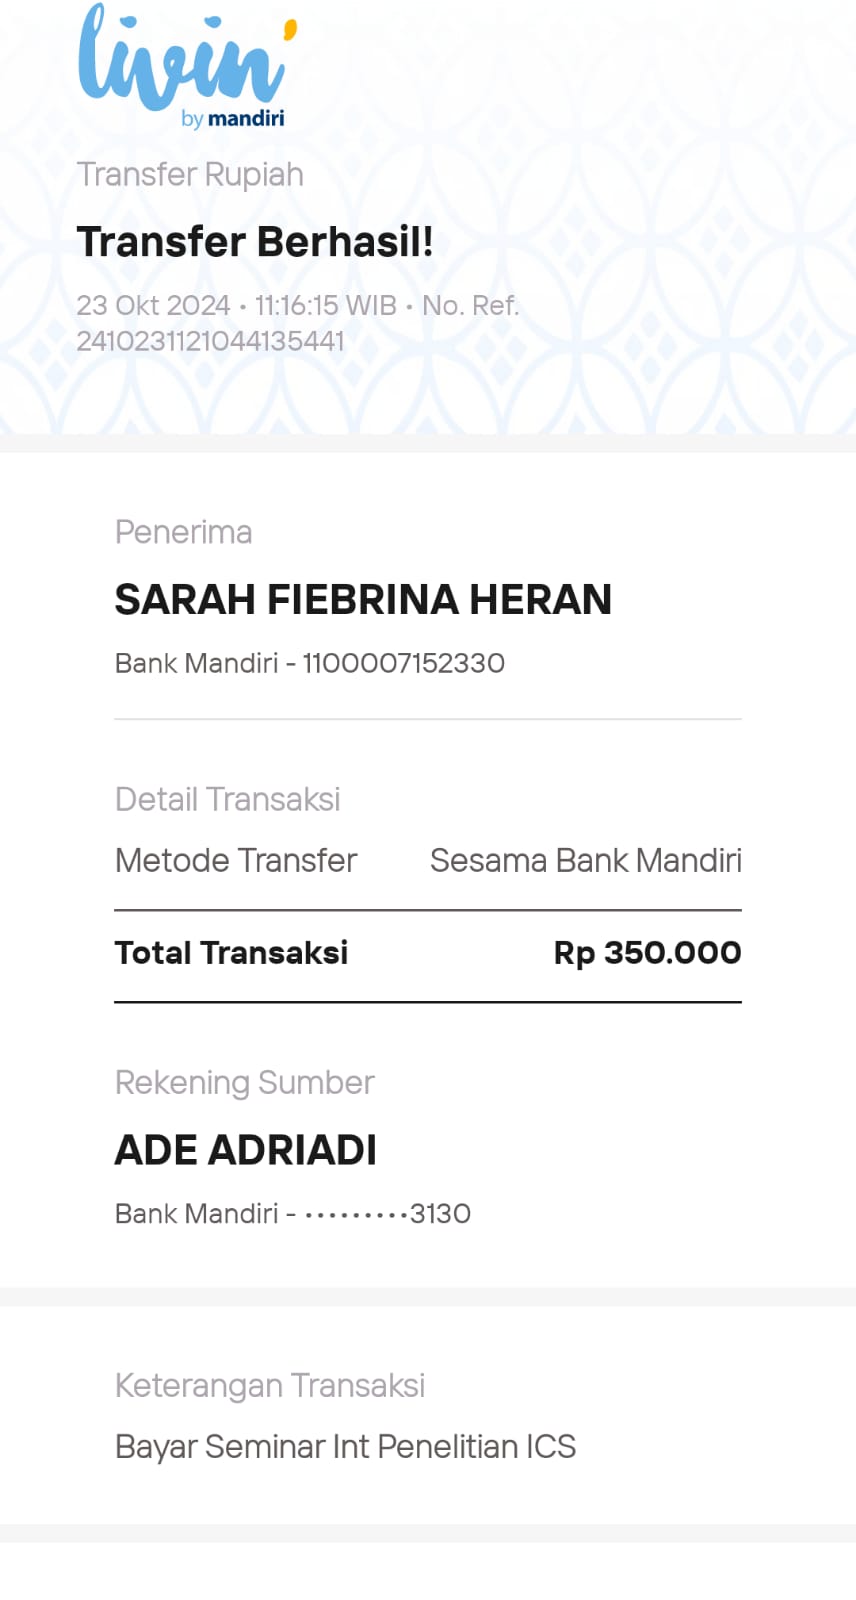 livin'
by mandiri
Transfer Rupiah
Transfer Berhasil!
23 Okt 2024 • 11:16:15 WIB • No. Ref.
2410231121044135441
Penerima
SARAH FIEBRINA HERAN
Bank Mandiri - 1100007152330
Detail Transaksi
Metode Transfer Sesama Bank Mandiri
Total Transaksi Rp 350.000
Rekening Sumber
ADE ADRIADI
Bank Mandiri - •••••••••3130
Keterangan Transaksi
Bayar Seminar Int Penelitian ICS